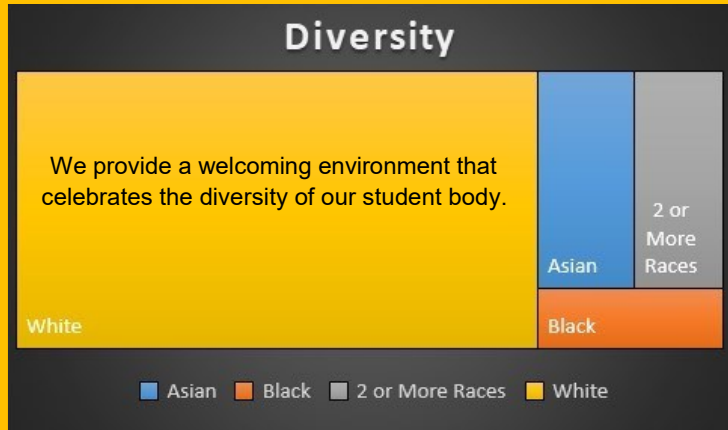 Diversity
We provide a welcoming environment that
celebrates the diversity of our student body.
White
Asian
2 or
More
Races
Black
Asian Black 2 or More Races White